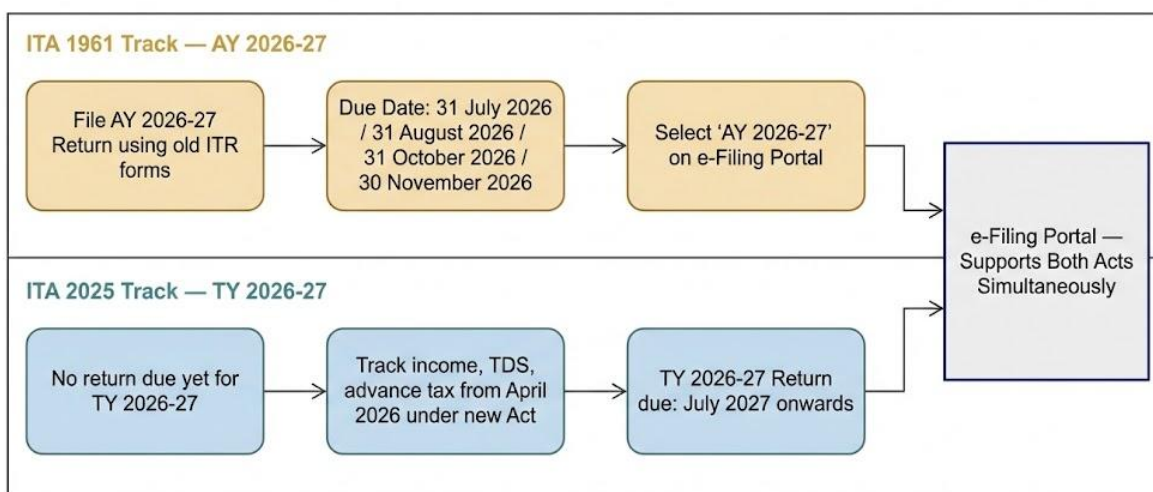 ITA 1961 Track — AY 2026-27
File AY 2026-27
Return using old ITR
forms
Due Date: 31 July 2026
/ 31 August 2026 /
31 October 2026 /
30 November 2026
Select ‘AY 2026-27’
on e-Filing Portal
e-Filing Portal —
Supports Both Acts
Simultaneously
ITA 2025 Track — TY 2026-27
No return due yet for
TY 2026-27
Track income, TDS,
advance tax from April
2026 under new Act
TY 2026-27 Return
due: July 2027 onwards